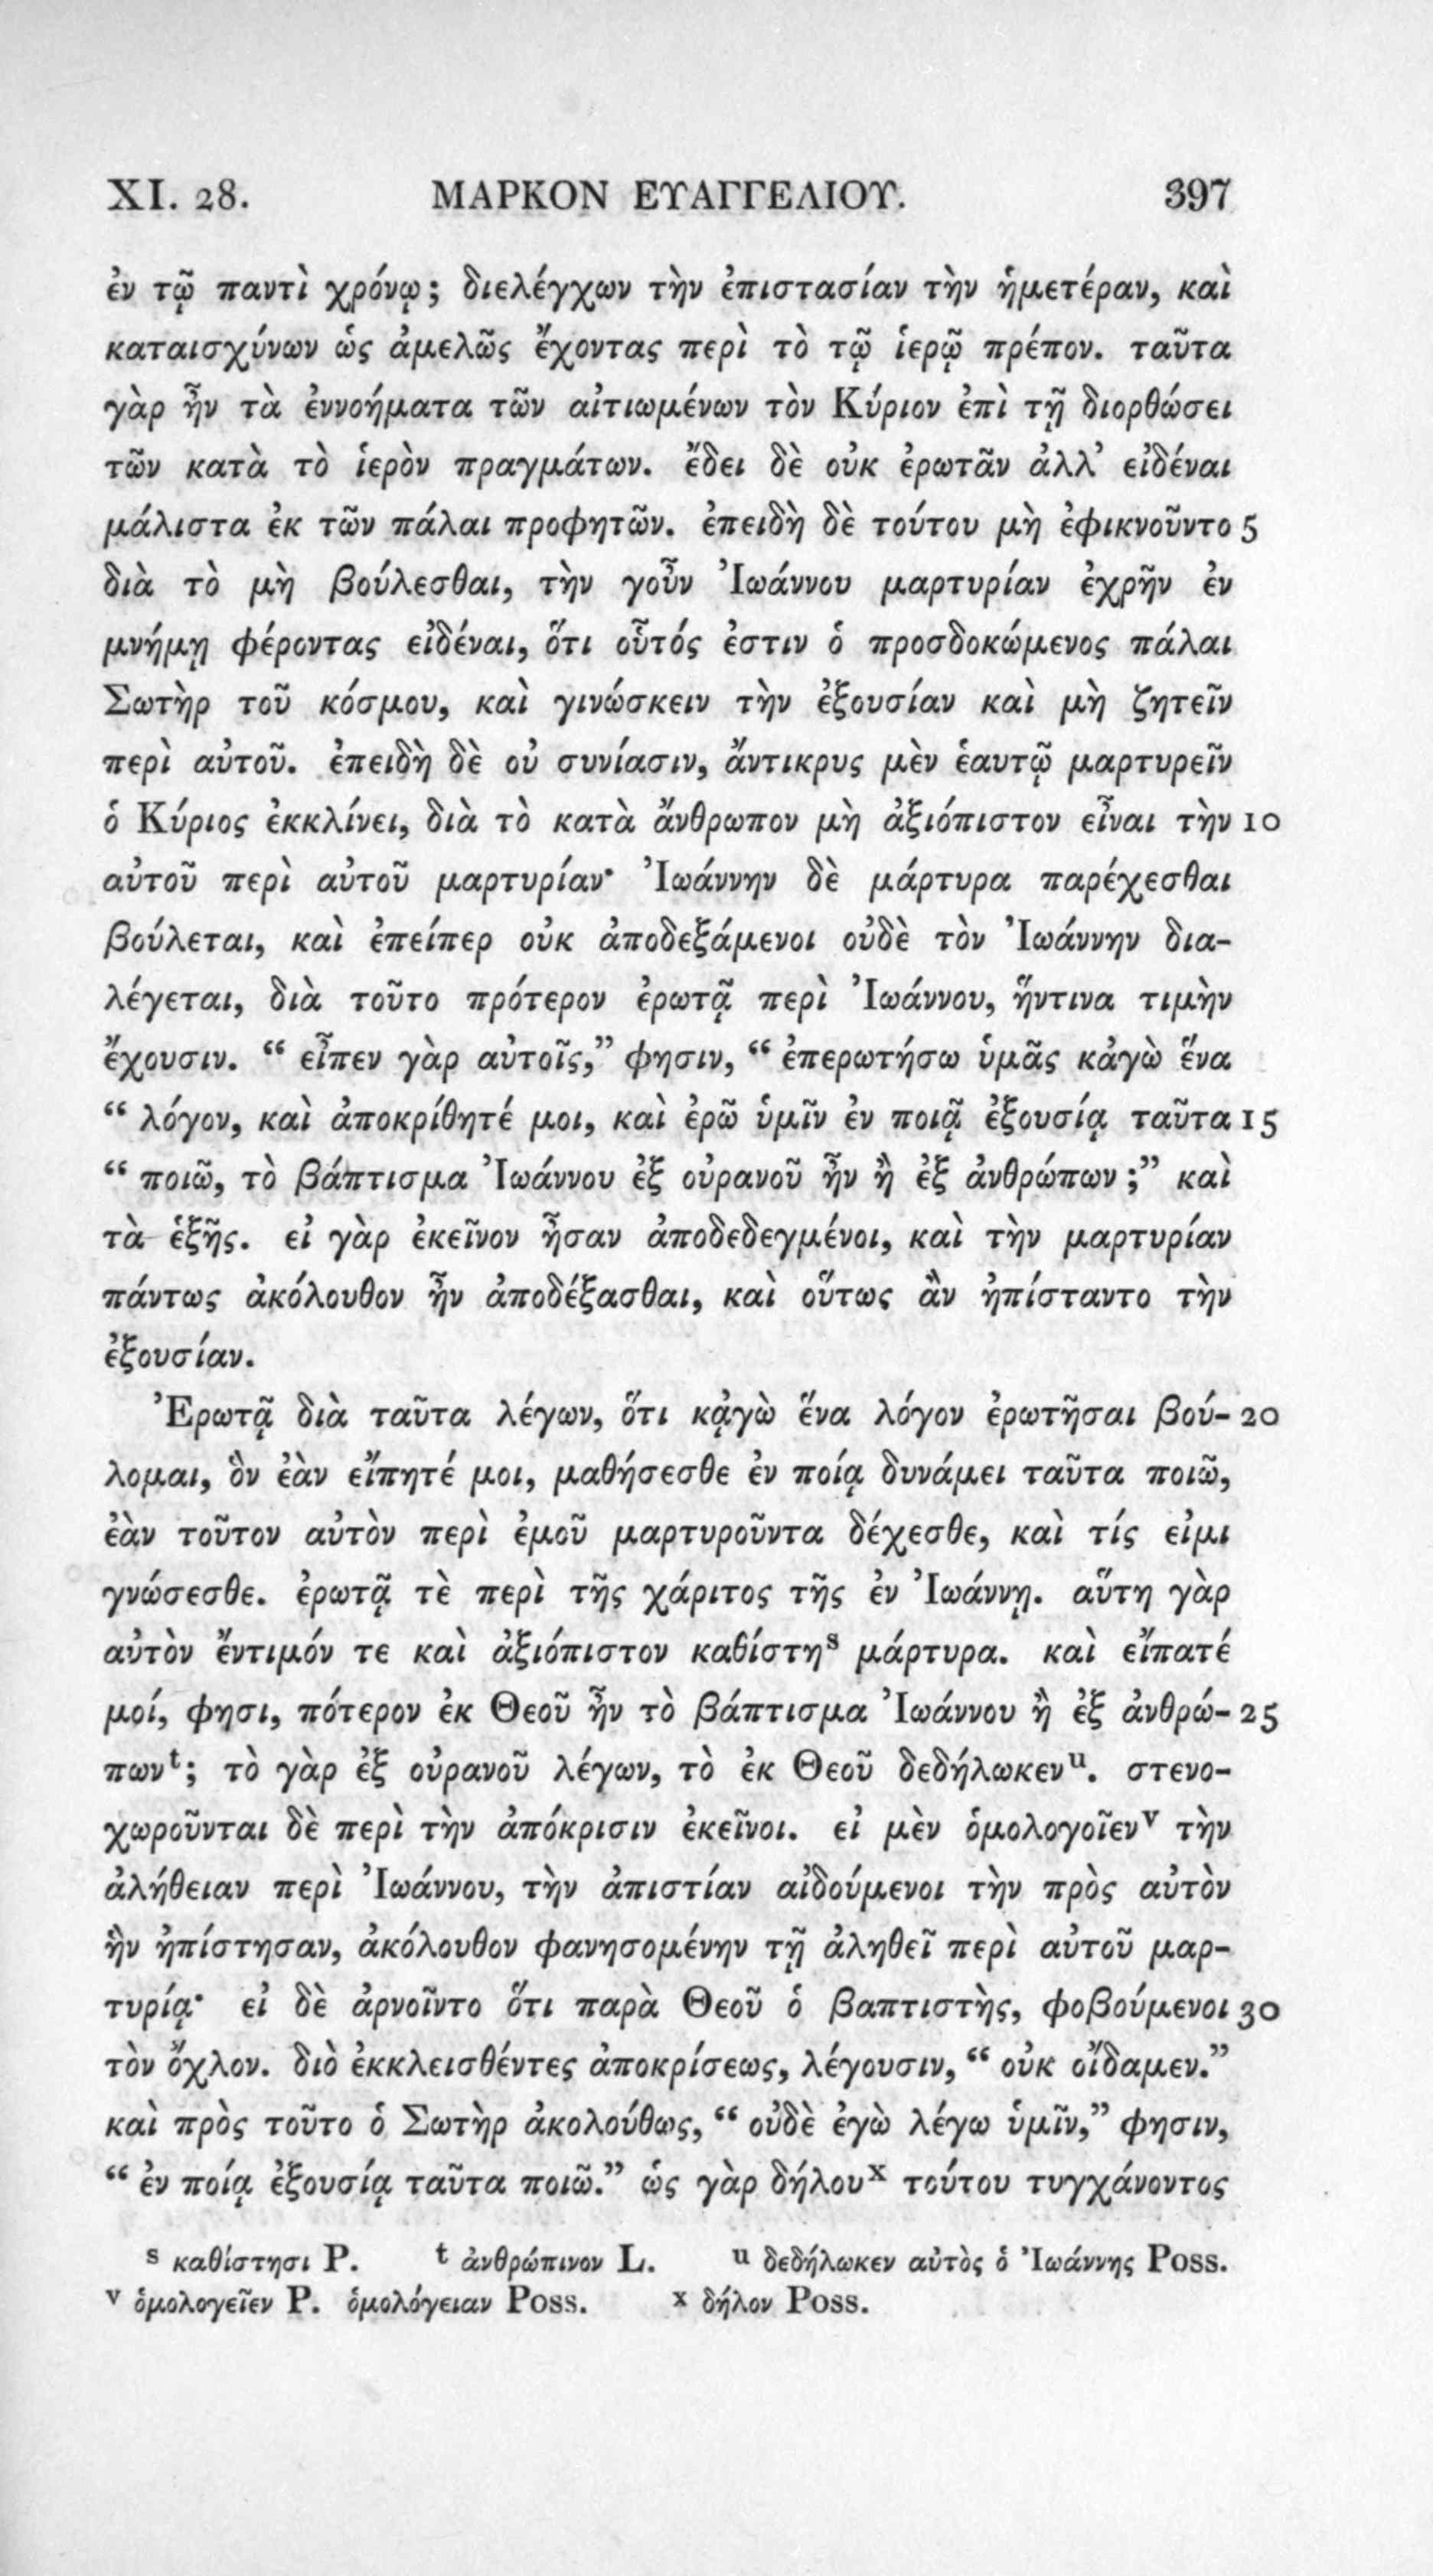 XI. 28. ΜΑΡΚΟΝ ΕΥΑΓΓΕΛΙΟΥ. 397
ἐν τῷ παντὶ χρόνῳ; διελέγχων τὴν ἐπιστασίαν τὴν ἡμετέραν, καὶ
καταισχύνων ὡς ἀμελῶς ἔχοντας περὶ τὸ τῷ ἱερῷ πρέπον. ταῦτα
γὰρ ἦν τὰ ἐννοήματα τῶν αἰτιωμένων τὸν Κύριον ἐπὶ τῇ διορθώσει
τῶν κατὰ τὸ ἱερὸν πραγμάτων. ἔδει δὲ οὐκ ἐρωτᾶν ἀλλ’ εἰδέναι
μάλιστα ἐκ τῶν πάλαι προφητῶν. ἐπειδὴ δὲ τούτου μὴ ἐφικνοῦντο 5
διὰ τὸ μὴ βούλεσθαι, τὴν γοῦν Ἰωάννου μαρτυρίαν ἐχρῆν ἐν
μνήμῃ φέροντας εἰδέναι, ὅτι οὗτός ἐστιν ὁ προσδοκώμενος πάλαι
Σωτὴρ τοῦ κόσμου, καὶ γινώσκειν τὴν ἐξουσίαν καὶ μὴ ζητεῖν
περὶ αὐτοῦ. ἐπειδὴ δὲ οὐ συνίασιν, ἄντικρυς μὲν ἑαυτῷ μαρτυρεῖν
ὁ Κύριος ἐκκλίνει, διὰ τὸ κατὰ ἄνθρωπον μὴ ἀξιόπιστον εἶναι τὴν 10
αὐτοῦ περὶ αὐτοῦ μαρτυρίαν· Ἰωάννην δὲ μάρτυρα παρέχεσθαι
βούλεται, καὶ ἐπείπερ οὐκ ἀποδεξάμενοι οὐδὲ τὸν Ἰωάννην δια-
λέγεται, διὰ τοῦτο πρότερον ἐρωτᾷ περὶ Ἰωάννου, ἥντινα τιμὴν
ἔχουσιν. “ εἶπεν γὰρ αὐτοῖς,” φησιν, “ ἐπερωτήσω ὑμᾶς κἀγὼ ἕνα
“ λόγον, καὶ ἀποκρίθητέ μοι, καὶ ἐρῶ ὑμῖν ἐν ποιᾷ ἐξουσίᾳ ταῦτα 15
“ ποιῶ, τὸ βάπτισμα Ἰωάννου ἐξ οὐρανοῦ ἦν ἢ ἐξ ἀνθρώπων ;” καὶ
τὰ ἑξῆς. εἰ γὰρ ἐκεῖνον ἦσαν ἀποδεδεγμένοι, καὶ τὴν μαρτυρίαν
πάντως ἀκόλουθον ἦν ἀποδέξασθαι, καὶ οὕτως ἂν ἠπίσταντο τὴν
ἐξουσίαν.
Ἐρωτᾷ διὰ ταῦτα λέγων, ὅτι κᾀγὼ ἕνα λόγον ἐρωτῆσαι βού- 20
λομαι, ὃν ἐὰν εἴπητέ μοι, μαθήσεσθε ἐν ποίᾳ δυνάμει ταῦτα ποιῶ,
ἐὰν τοῦτον αὐτὸν περὶ ἐμοῦ μαρτυροῦντα δέχεσθε, καὶ τίς εἰμι
γνώσεσθε. ἐρωτᾷ τὲ περὶ τῆς χάριτος τῆς ἐν Ἰωάννῃ. αὕτη γὰρ
αὐτὸν ἔντιμόν τε καὶ ἀξιόπιστον καθίστηˢ μάρτυρα. καὶ εἴπατέ
μοί, φησι, πότερον ἐκ Θεοῦ ἦν τὸ βάπτισμα Ἰωάννου ἢ ἐξ ἀνθρώ- 25
πωνᵗ; τὸ γὰρ ἐξ οὐρανοῦ λέγων, τὸ ἐκ Θεοῦ δεδήλωκενᵘ. στενο-
χωροῦνται δὲ περὶ τὴν ἀπόκρισιν ἐκεῖνοι. εἰ μὲν ὁμολογοῖενᵛ τὴν
ἀλήθειαν περὶ Ἰωάννου, τὴν ἀπιστίαν αἰδούμενοι τὴν πρὸς αὐτὸν
ἣν ἠπίστησαν, ἀκόλουθον φανησομένην τῇ ἀληθεῖ περὶ αὐτοῦ μαρ-
τυρίᾳ· εἰ δὲ ἀρνοῖντο ὅτι παρὰ Θεοῦ ὁ βαπτιστὴς, φοβούμενοι 30
τὸν ὄχλον. διὸ ἐκκλεισθέντες ἀποκρίσεως, λέγουσιν, “ οὐκ οἴδαμεν.”
καὶ πρὸς τοῦτο ὁ Σωτὴρ ἀκολούθως, “ οὐδὲ ἐγὼ λέγω ὑμῖν,” φησιν,
“ ἐν ποίᾳ ἐξουσίᾳ ταῦτα ποιῶ.” ὡς γὰρ δήλουˣ τούτου τυγχάνοντος
ˢ καθίστησι P. ᵗ ἀνθρώπινον L. ᵘ δεδήλωκεν αὐτὸς ὁ Ἰωάννης Poss.
ᵛ ὁμολογεῖεν P. ὁμολόγειαν Poss. ˣ δήλον Poss.